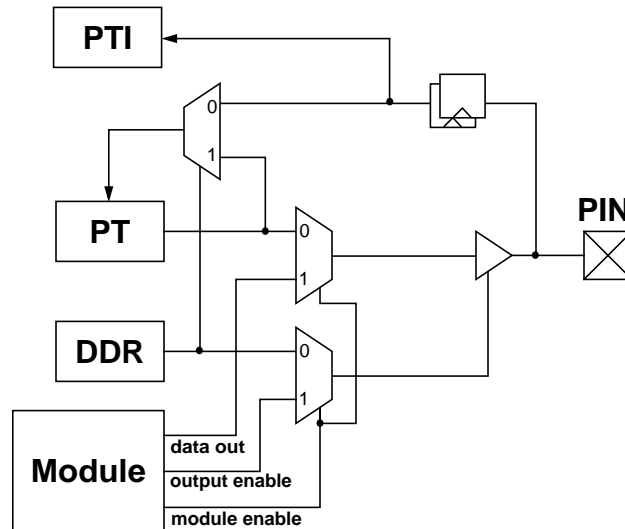 PTI
0
1
PIN
PT
0
1
DDR
0
1
data out
Module
output enable
module enable